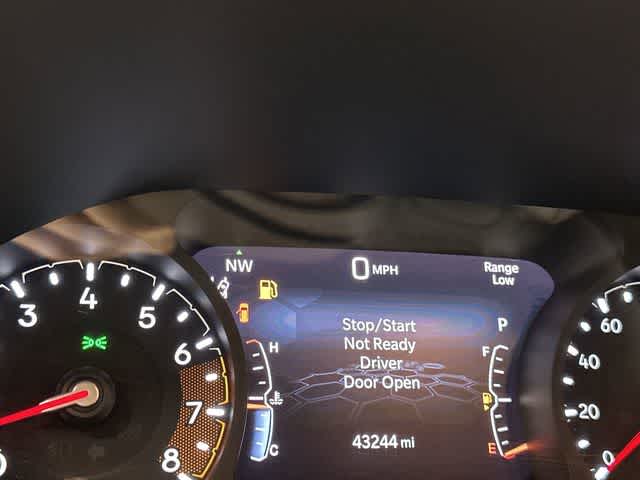 NW
0 MPH
Range
Low
Stop/Start
Not Ready
Driver
Door Open
P
H
C
F
E
43244 mi
3
4
5
6
7
8
60
40
20
0